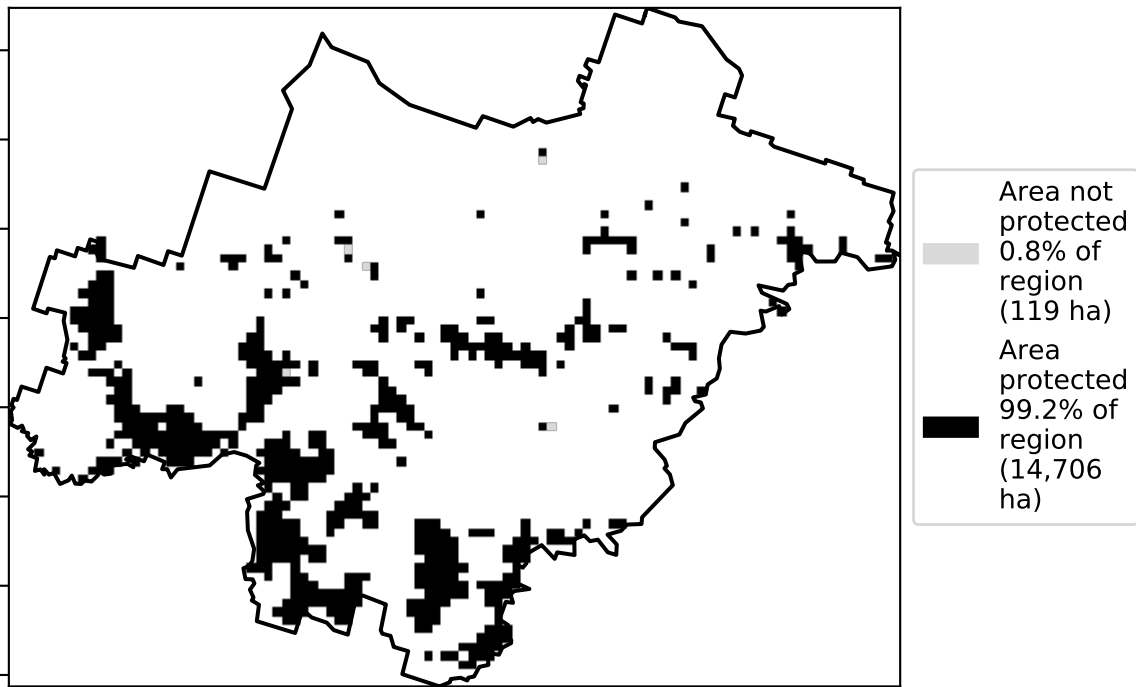 Area not
protected
0.8% of
region
(119 ha)
Area
protected
99.2% of
region
(14,706
ha)